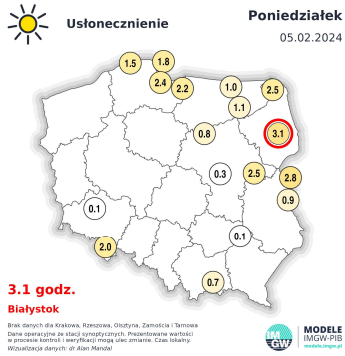 Usłonecznienie
Poniedziałek
05.02.2024
1.5
1.8
2.4
2.2
1.0
2.5
1.1
0.8
3.1
0.3
2.5
2.8
0.9
0.1
0.1
2.0
0.7
3.1 godz.
Białystok
Brak danych dla Krakowa, Rzeszowa, Olsztyna, Zamościa i Tarnowa
Dane operacyjne ze stacji synoptycznych. Prezentowane wartości
w procesie kontroli i weryfikacji mogą ulec zmianie. Czas lokalny.
Wizualizacja danych: dr Alan Mandal
IM
GW
MODELE
IMGW-PIB
modele.imgw.pl